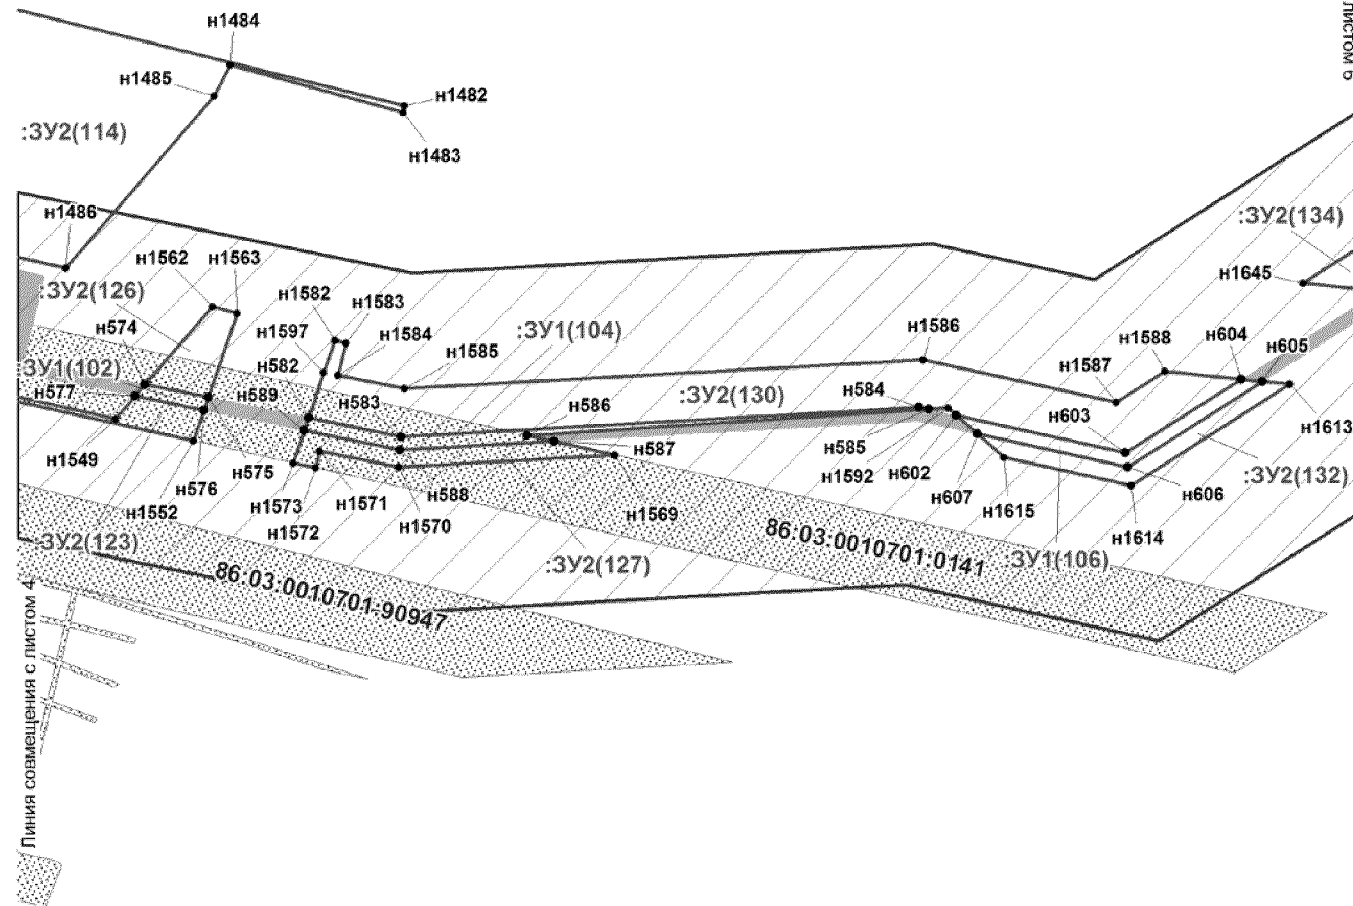 н1484
листом 6
н1485
н1482
:ЗУ2(114)
н1483
н1486
:ЗУ2(134)
н1562
н1563
н1645
:ЗУ2(126)
н1582
н1583
н574
н1597
н1584
:ЗУ1(104)
н1586
н1588
н604
н605
н1585
н582
н1587
ЗУ1(102)
н577
н589
н583
:ЗУ2(130)
н584
н586
н603
н1613
н585
н587
н1549
н575
н1592
н602
:ЗУ2(132)
н576
н588
н607
н606
н1552
н1573
н1571
н1615
н1572
н1570
н1569
н1614
:ЗУ2(123)
86:03:0010701:0141
:ЗУ2(127)
:ЗУ1(106)
86:03:0010701:90947
Линия совмещения с листом 4